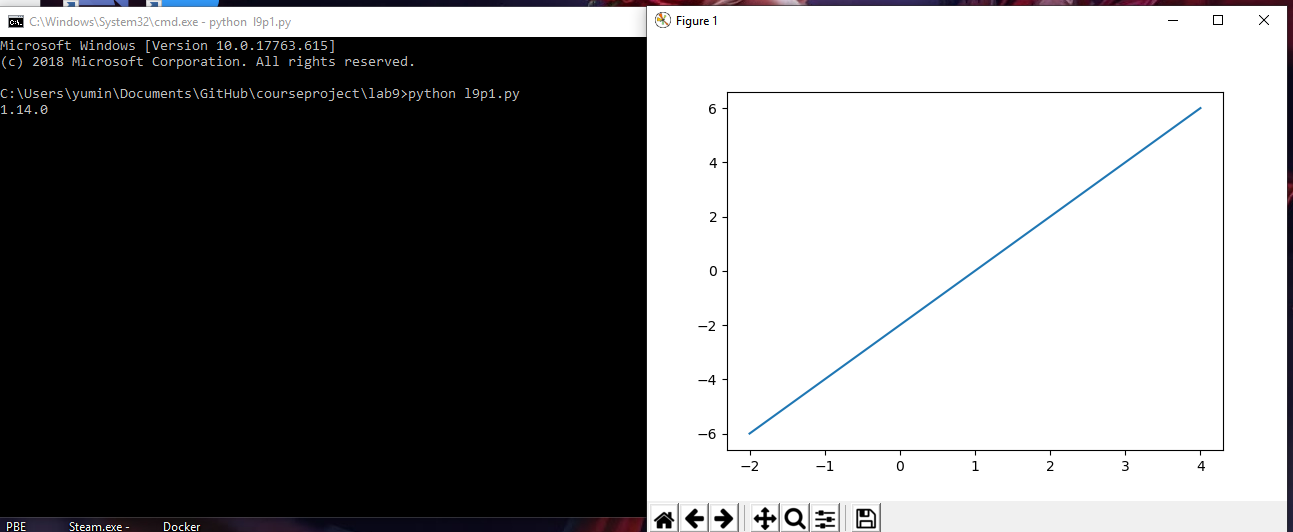 C:\Windows\System32\cmd.exe - python  l9p1.py
Microsoft Windows [Version 10.0.17763.615]
(c) 2018 Microsoft Corporation. All rights reserved.
C:\Users\yumin\Documents\GitHub\courseproject\lab9>python l9p1.py
1.14.0
Figure 1
6
4
2
0
−2
−4
−6
−2 −1 0 1 2 3 4
PBE Steam.exe - Docker